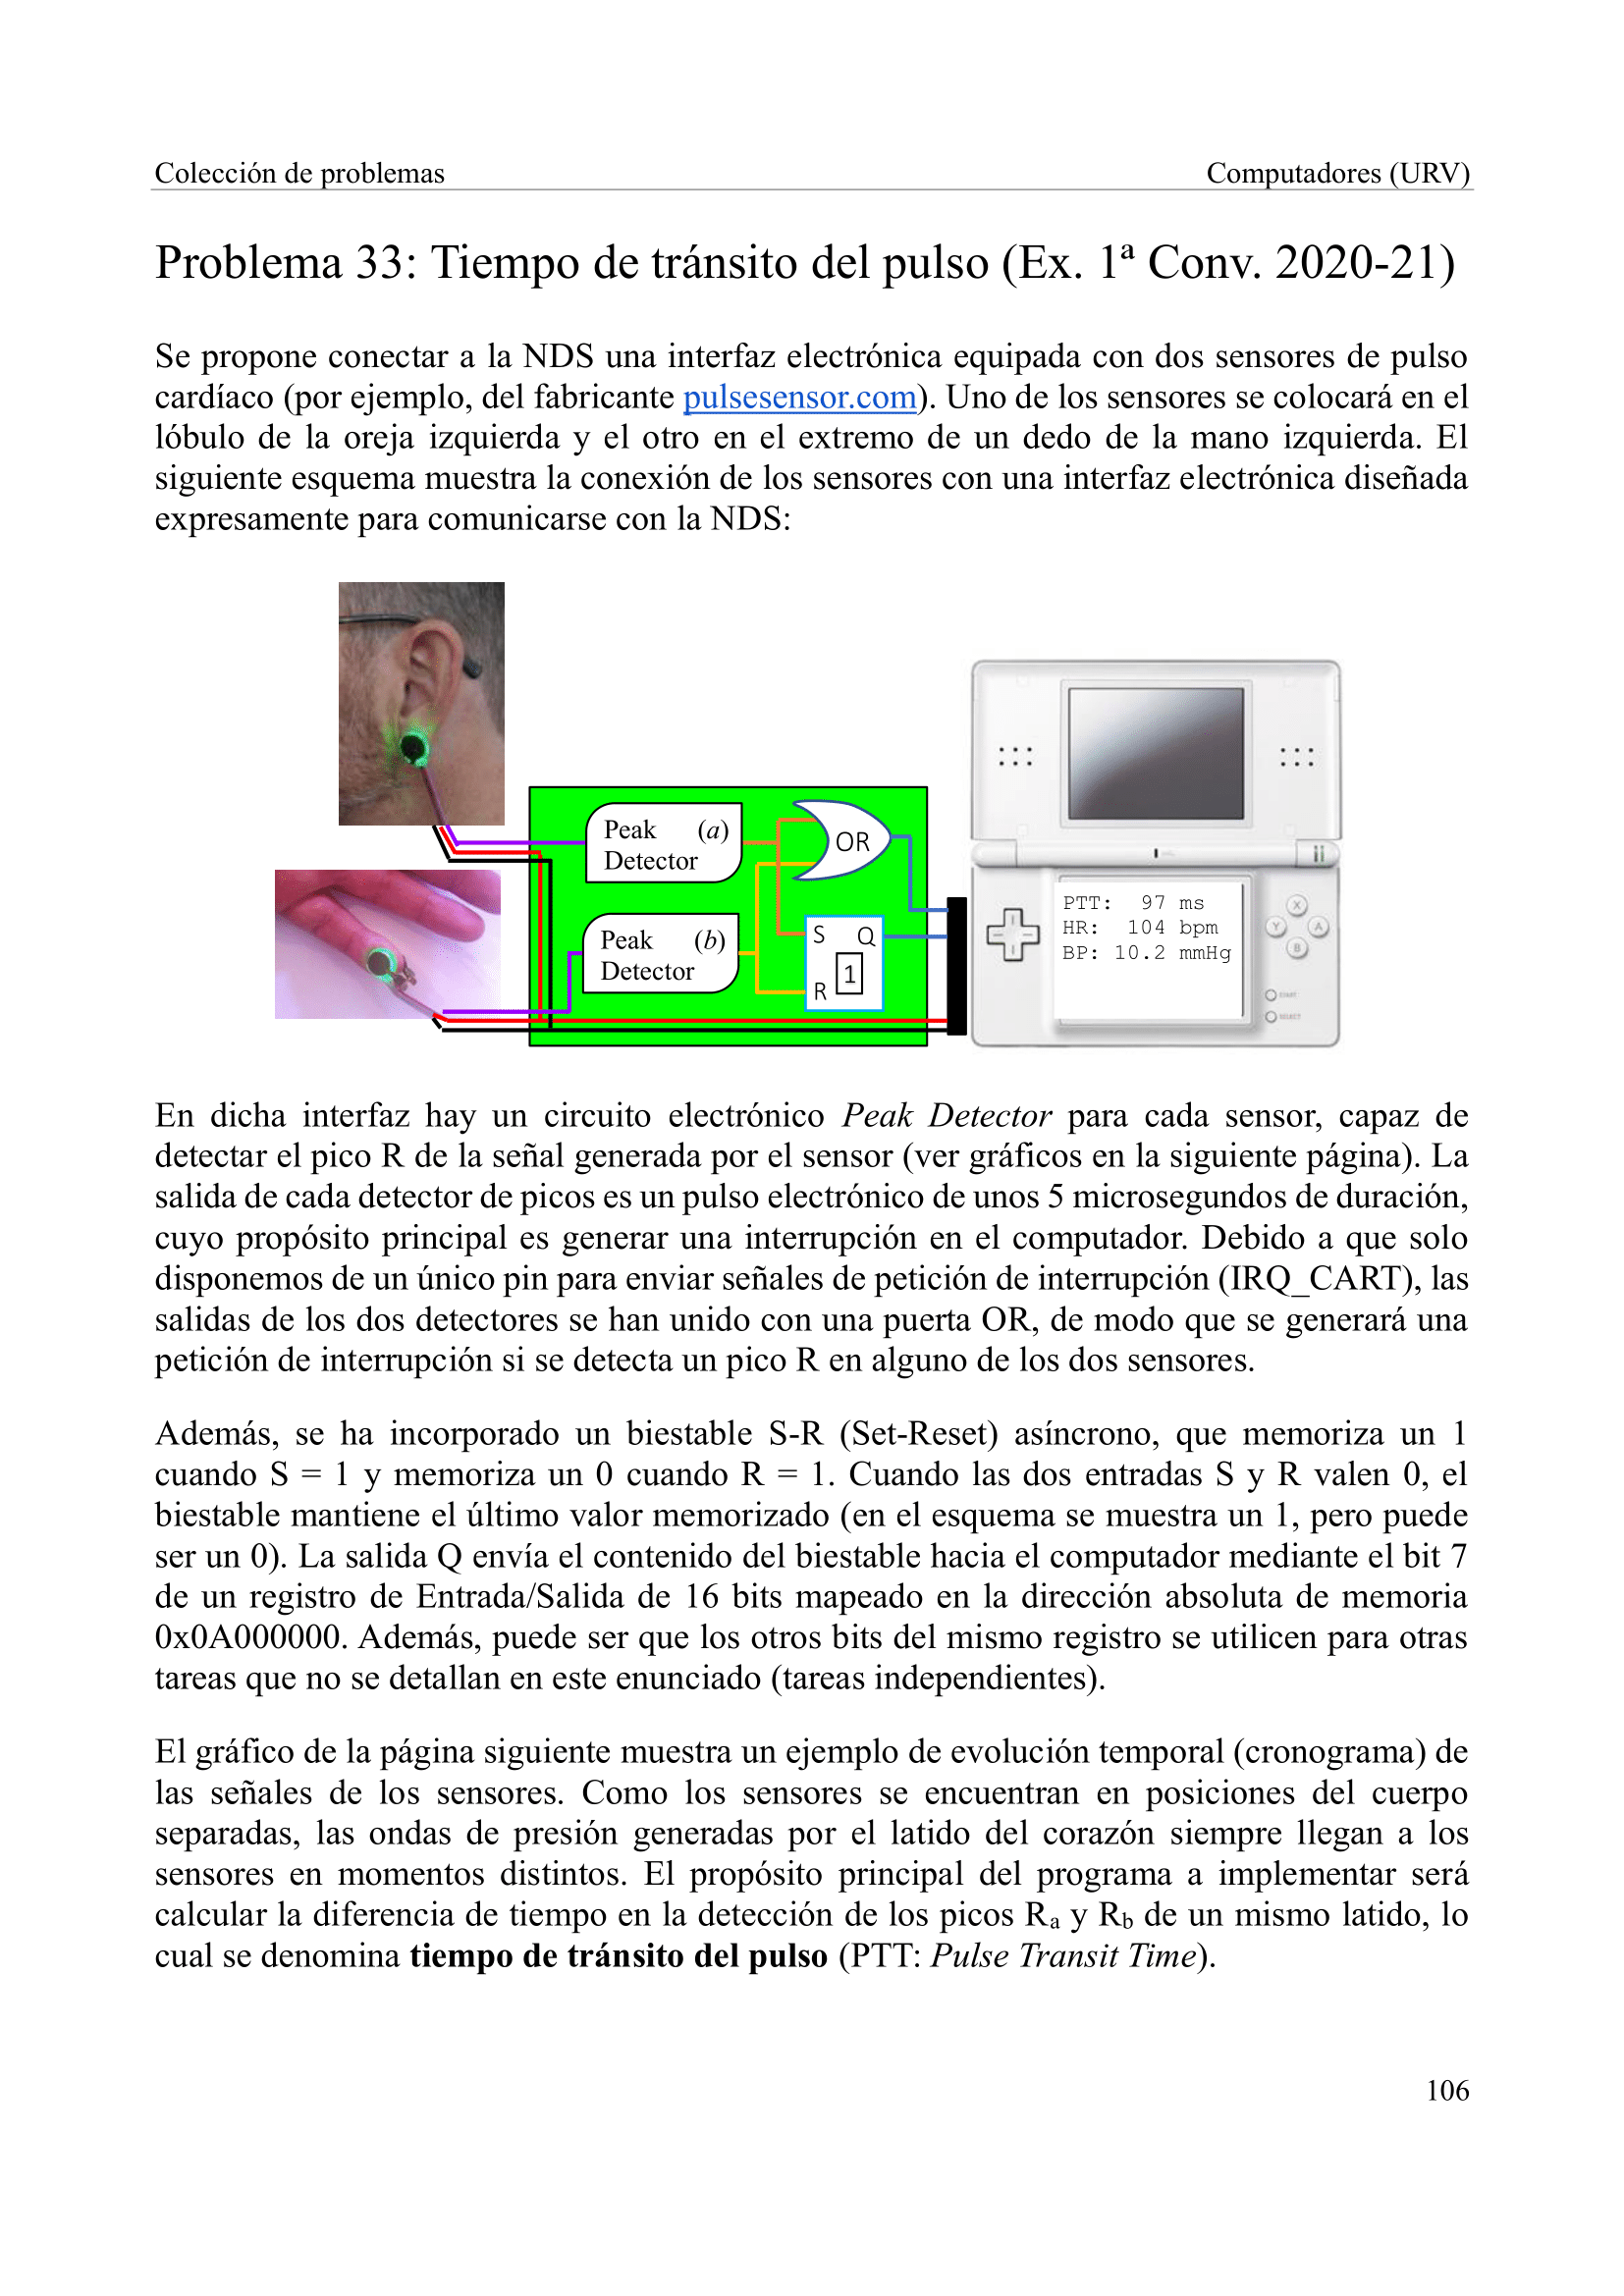 Colección de problemas
Computadores (URV)
Problema 33: Tiempo de tránsito del pulso (Ex. 1ª Conv. 2020-21)
Se propone conectar a la NDS una interfaz electrónica equipada con dos sensores de pulso
cardíaco (por ejemplo, del fabricante pulsesensor.com). Uno de los sensores se colocará en el
lóbulo de la oreja izquierda y el otro en el extremo de un dedo de la mano izquierda. El
siguiente esquema muestra la conexión de los sensores con una interfaz electrónica diseñada
expresamente para comunicarse con la NDS:
Peak (a)
Detector
OR
Peak (b)
Detector
S Q
1
R
PTT: 97 ms
HR: 104 bpm
BP: 10.2 mmHg
X
Y A
B
START
SELECT
En dicha interfaz hay un circuito electrónico Peak Detector para cada sensor, capaz de
detectar el pico R de la señal generada por el sensor (ver gráficos en la siguiente página). La
salida de cada detector de picos es un pulso electrónico de unos 5 microsegundos de duración,
cuyo propósito principal es generar una interrupción en el computador. Debido a que solo
disponemos de un único pin para enviar señales de petición de interrupción (IRQ_CART), las
salidas de los dos detectores se han unido con una puerta OR, de modo que se generará una
petición de interrupción si se detecta un pico R en alguno de los dos sensores.
Además, se ha incorporado un biestable S-R (Set-Reset) asíncrono, que memoriza un 1
cuando S = 1 y memoriza un 0 cuando R = 1. Cuando las dos entradas S y R valen 0, el
biestable mantiene el último valor memorizado (en el esquema se muestra un 1, pero puede
ser un 0). La salida Q envía el contenido del biestable hacia el computador mediante el bit 7
de un registro de Entrada/Salida de 16 bits mapeado en la dirección absoluta de memoria
0x0A000000. Además, puede ser que los otros bits del mismo registro se utilicen para otras
tareas que no se detallan en este enunciado (tareas independientes).
El gráfico de la página siguiente muestra un ejemplo de evolución temporal (cronograma) de
las señales de los sensores. Como los sensores se encuentran en posiciones del cuerpo
separadas, las ondas de presión generadas por el latido del corazón siempre llegan a los
sensores en momentos distintos. El propósito principal del programa a implementar será
calcular la diferencia de tiempo en la detección de los picos Ra y Rb de un mismo latido, lo
cual se denomina tiempo de tránsito del pulso (PTT: Pulse Transit Time).
106